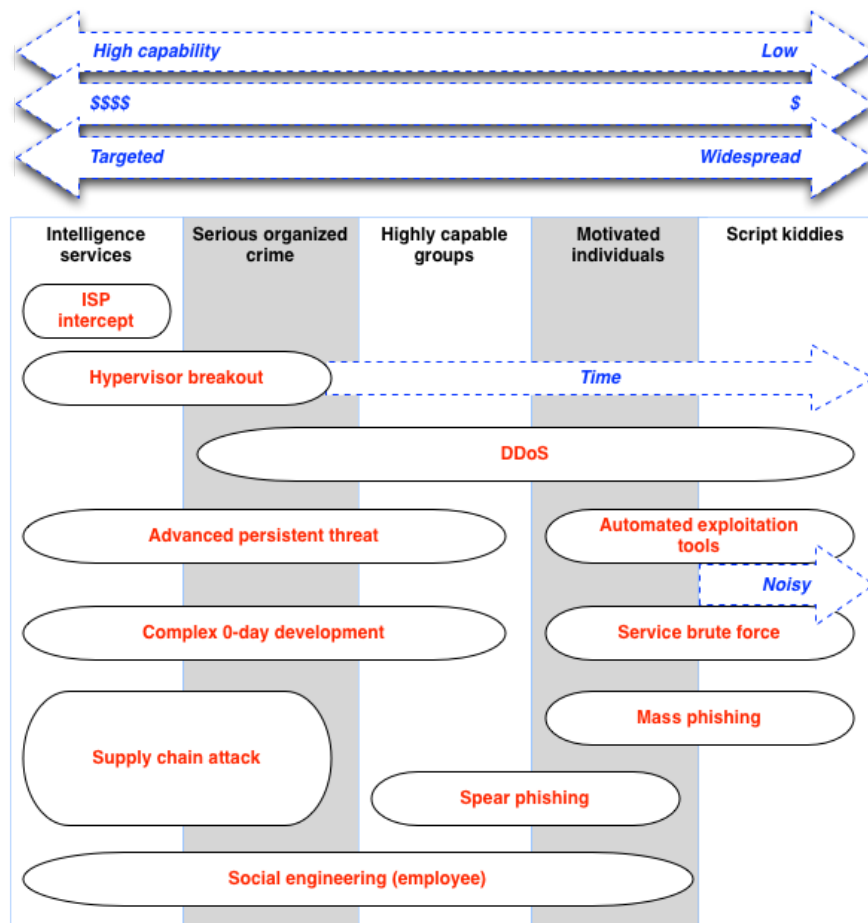 High capability Low
$$$$ $
Targeted Widespread
Intelligence services
Serious organized crime
Highly capable groups
Motivated individuals
Script kiddies
ISP
intercept
Hypervisor breakout
Time
DDoS
Advanced persistent threat
Automated exploitation
tools
Noisy
Complex 0-day development
Service brute force
Mass phishing
Supply chain attack
Spear phishing
Social engineering (employee)